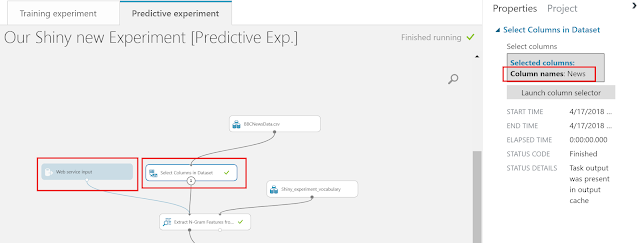 Training experiment
Predictive experiment
Our Shiny new Experiment [Predictive Exp.]
Finished running
BBCNewsData.csv
Web service input
Select Columns in Dataset
1
Shiny_experiment_vocabulary
Extract N-Gram Features fro...
Properties Project
Select Columns in Dataset
Select columns
Selected columns:
Column names: News
Launch column selector
START TIME 4/17/2018 ...
END TIME 4/17/2018 ...
ELAPSED TIME 0:00:00.000
STATUS CODE Finished
STATUS DETAILS Task output
was present
in output
cache